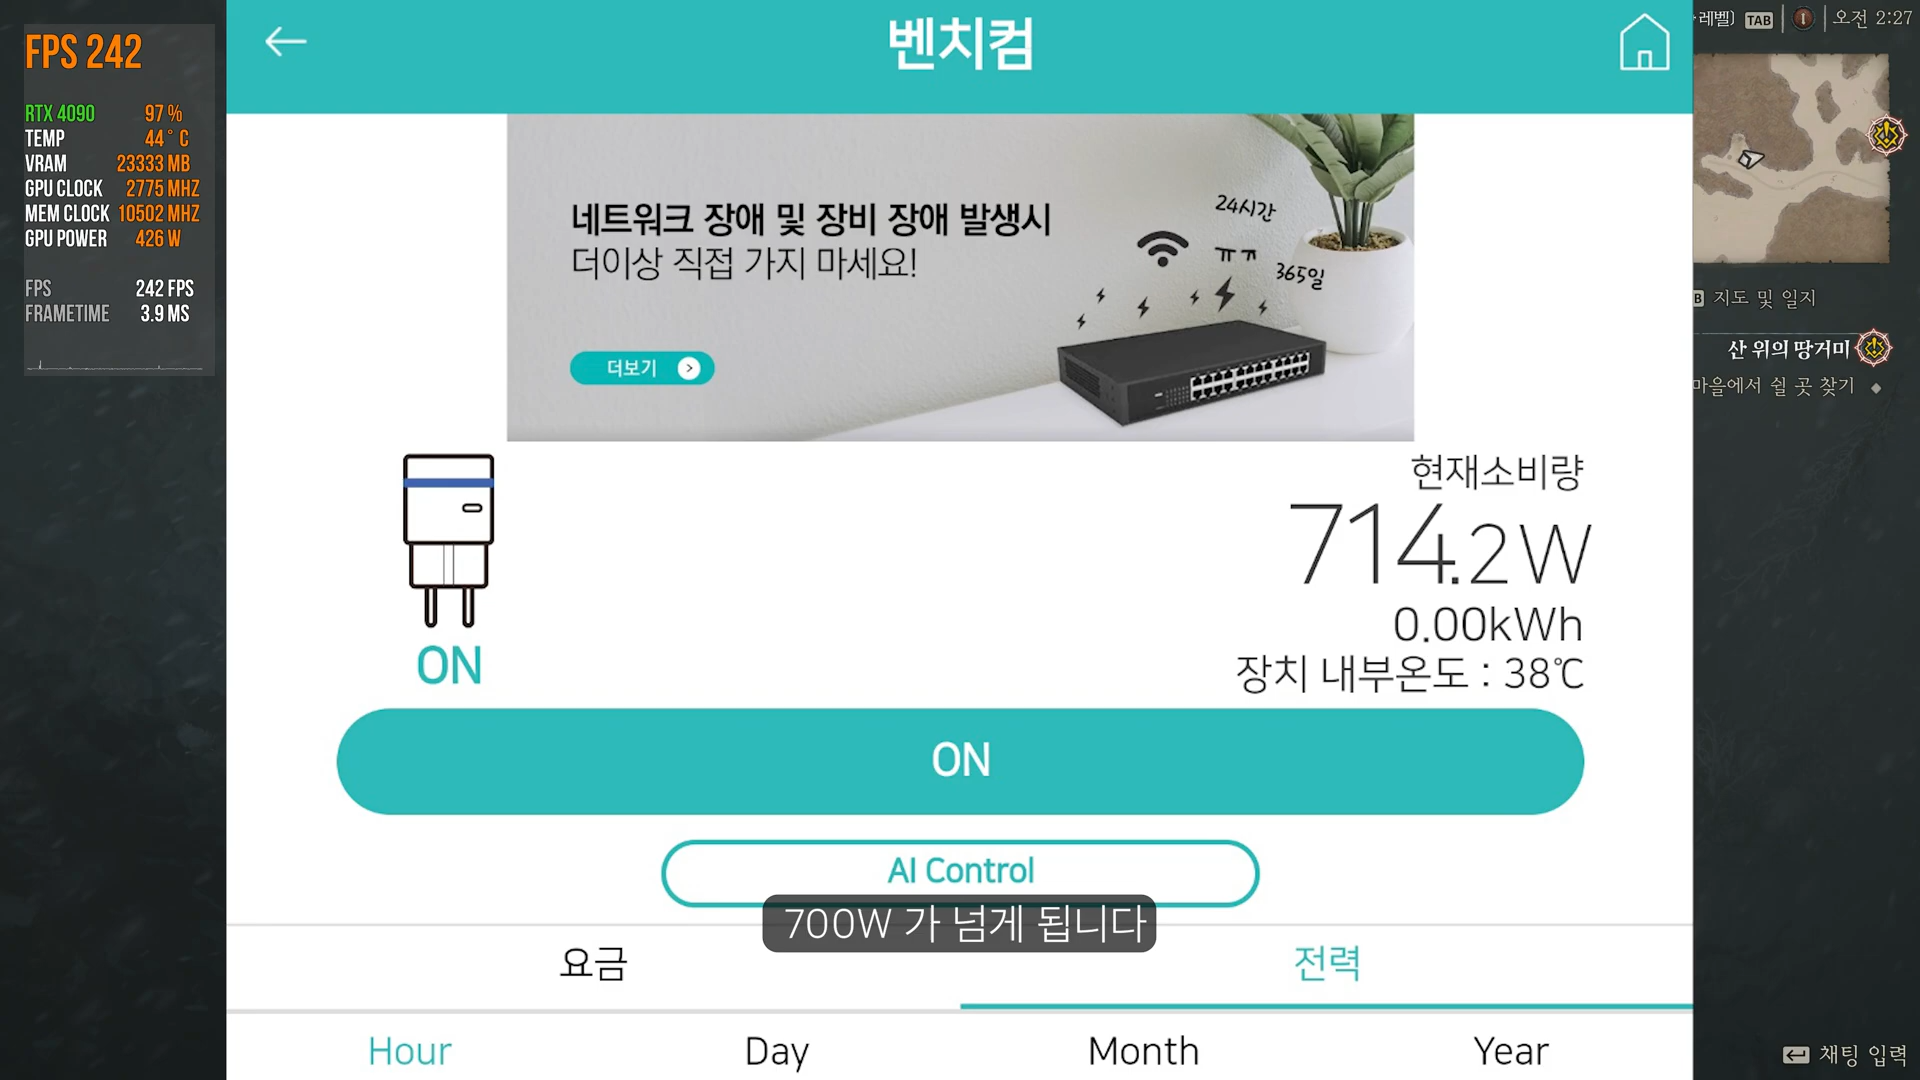 FPS 242
RTX 4090 97 %
TEMP 44° C
VRAM 23333 MB
GPU CLOCK 2775 MHZ
MEM CLOCK 10502 MHZ
GPU POWER 426 W
FPS 242 FPS
FRAMETIME 3.9 MS
벤치컴
네트워크 장애 및 장비 장애 발생시
더이상 직접 가지 마세요!
24시간
365일
더보기
현재소비량
714.2W
0.00kWh
장치 내부온도 : 38℃
ON
ON
AI Control
700W 가 넘게 됩니다
요금 전력
Hour Day Month Year
레벨) TAB 오전 2:27
B 지도 및 일지
산 위의 땅거미
마을에서 쉴 곳 찾기
채팅 입력